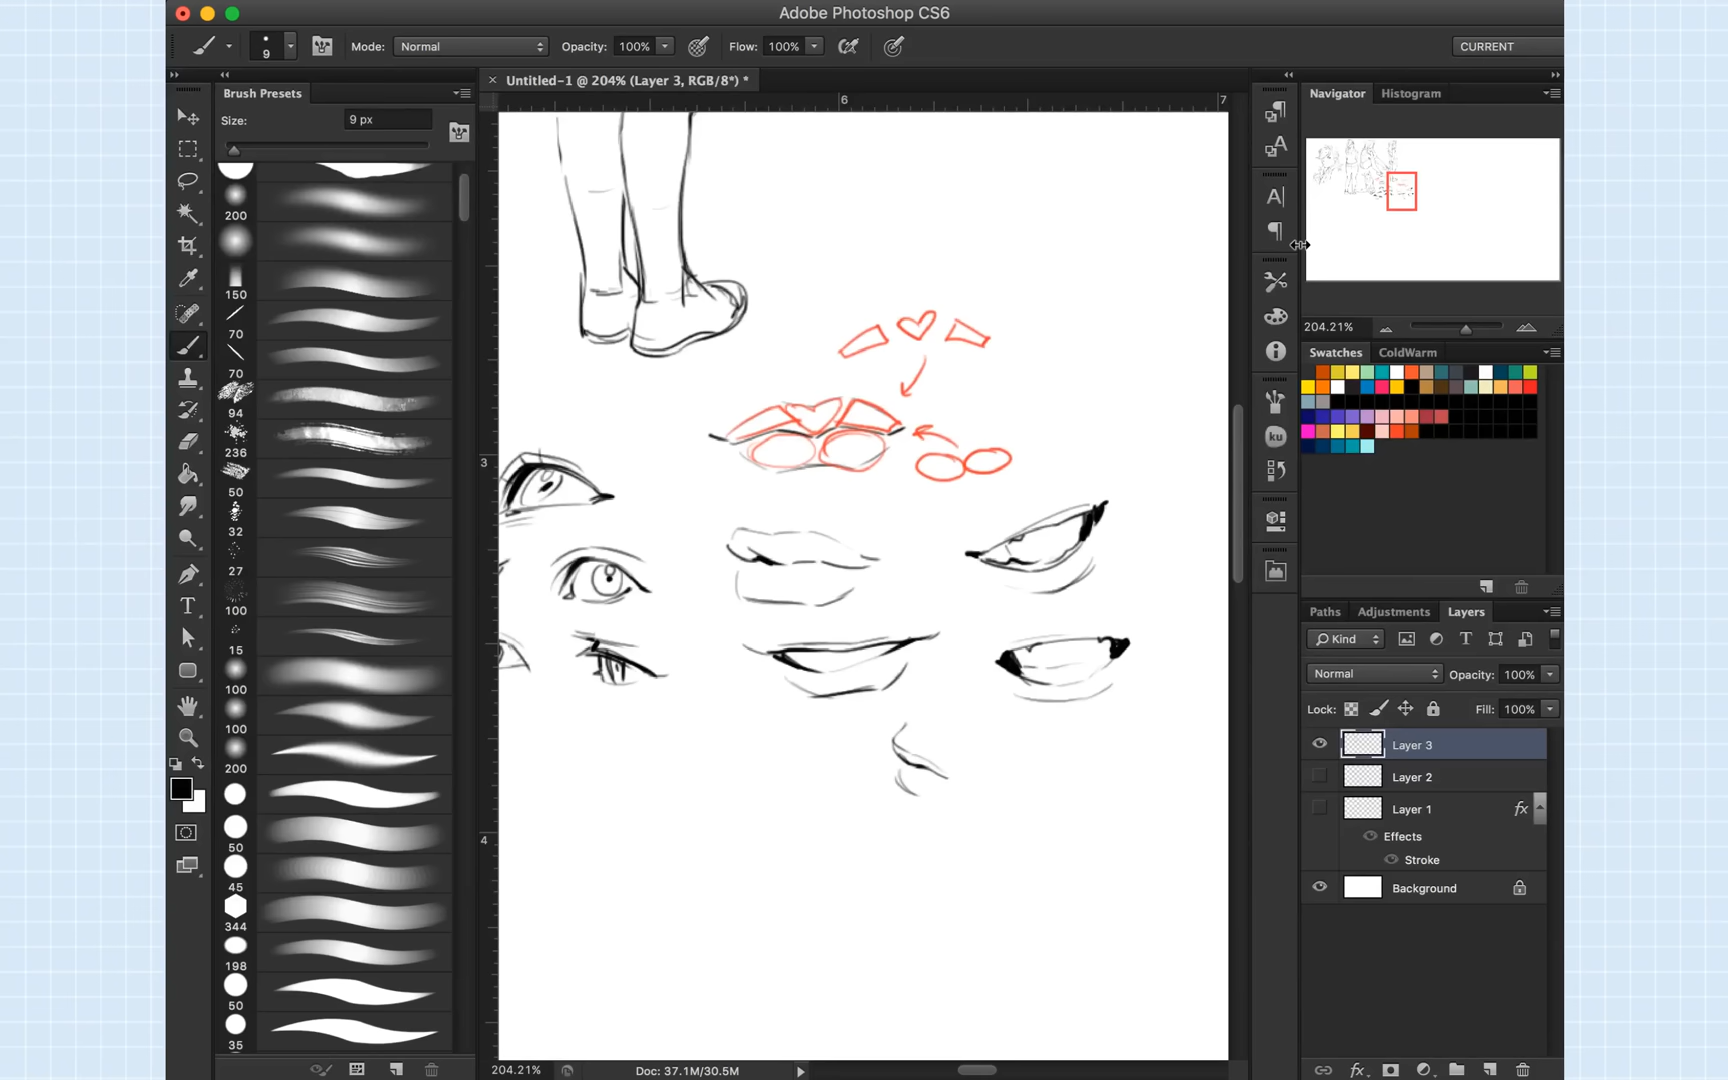 Adobe Photoshop CS6
9
Mode:
Normal
Opacity:
100%
Flow:
100%
CURRENT
Brush Presets
Size:
9 px
200
150
70
70
94
236
50
32
27
100
15
100
100
200
50
45
344
198
50
35
× Untitled-1 @ 204% (Layer 3, RGB/8*) *
6
7
3
4
204.21%
Doc: 37.1M/30.5M
ku
Navigator
Histogram
204.21%
Swatches
ColdWarm
Paths
Adjustments
Layers
Kind
Normal
Opacity:
100%
Lock:
Fill:
100%
Layer 3
Layer 2
Layer 1
fx
Effects
Stroke
Background
fx